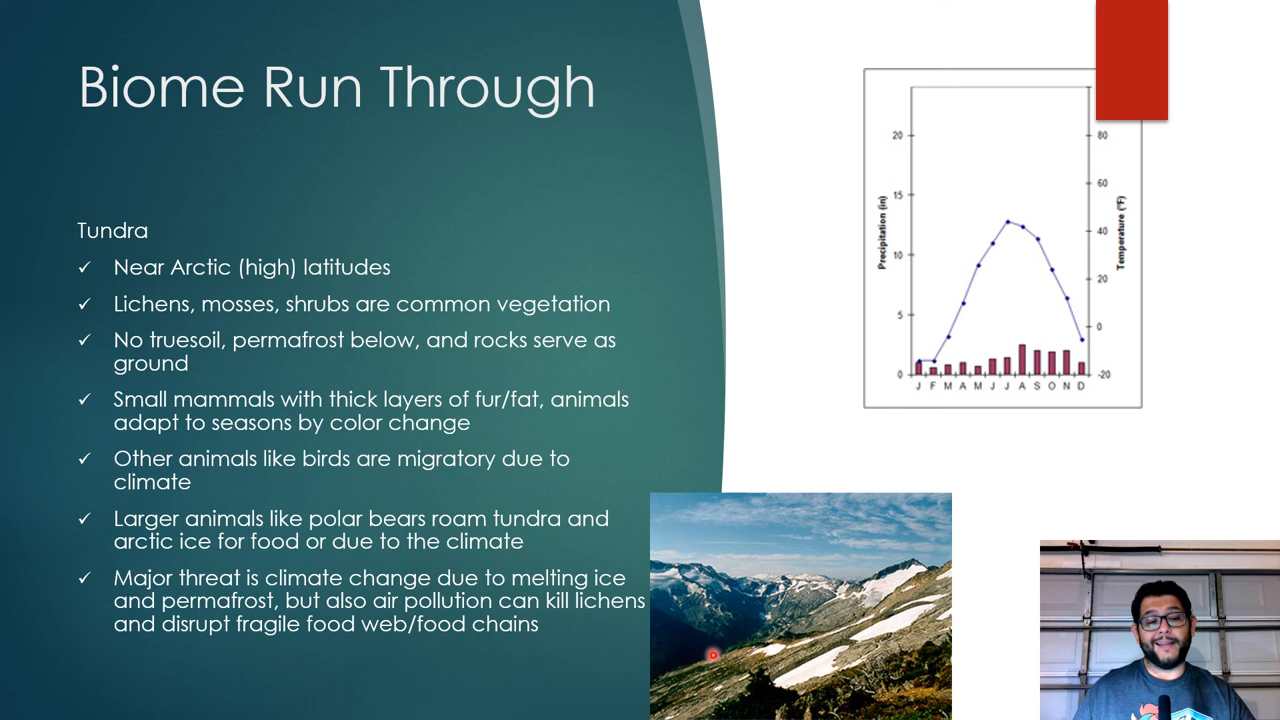 Biome Run Through
Tundra
✓ Near Arctic (high) latitudes
✓ Lichens, mosses, shrubs are common vegetation
✓ No truesoil, permafrost below, and rocks serve as
ground
✓ Small mammals with thick layers of fur/fat, animals
adapt to seasons by color change
✓ Other animals like birds are migratory due to
climate
✓ Larger animals like polar bears roam tundra and
arctic ice for food or due to the climate
✓ Major threat is climate change due to melting ice
and permafrost, but also air pollution can kill lichens
and disrupt fragile food web/food chains
Precipitation (in)
20
15
10
5
0
J F M A M J J A S O N D
80
60
40
20
0
-20
Temperature (°F)